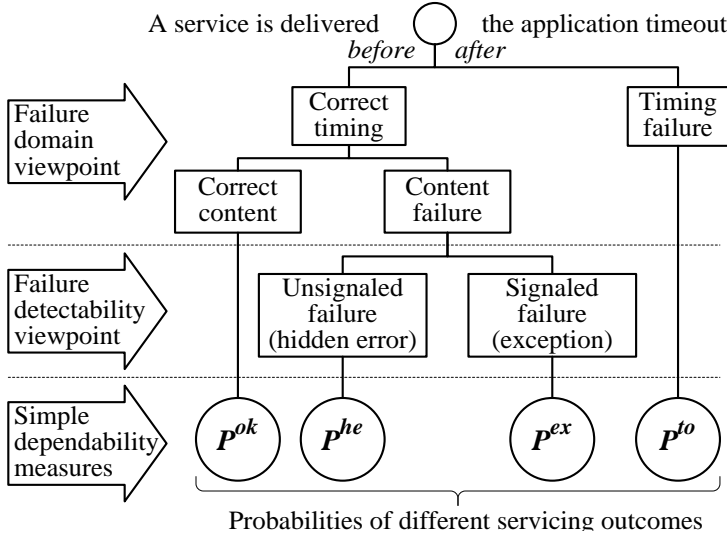 A service is delivered the application timeout
before after
Failure
domain
viewpoint
Correct
timing
Timing
failure
Correct
content
Content
failure
Failure
detectability
viewpoint
Unsignaled
failure
(hidden error)
Signaled
failure
(exception)
Simple
dependability
measures
P^ok
P^he
P^ex
P^to
Probabilities of different servicing outcomes